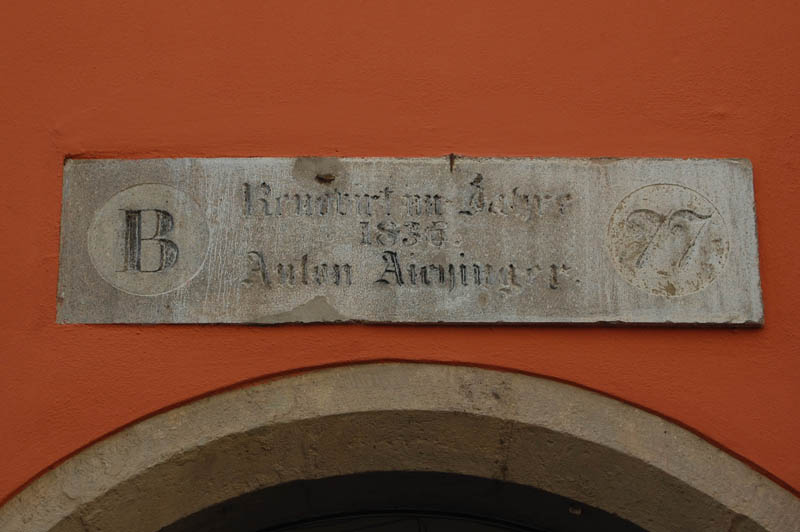 B
Renovirt im Jahre
1836.
Anton Aichinger.
77